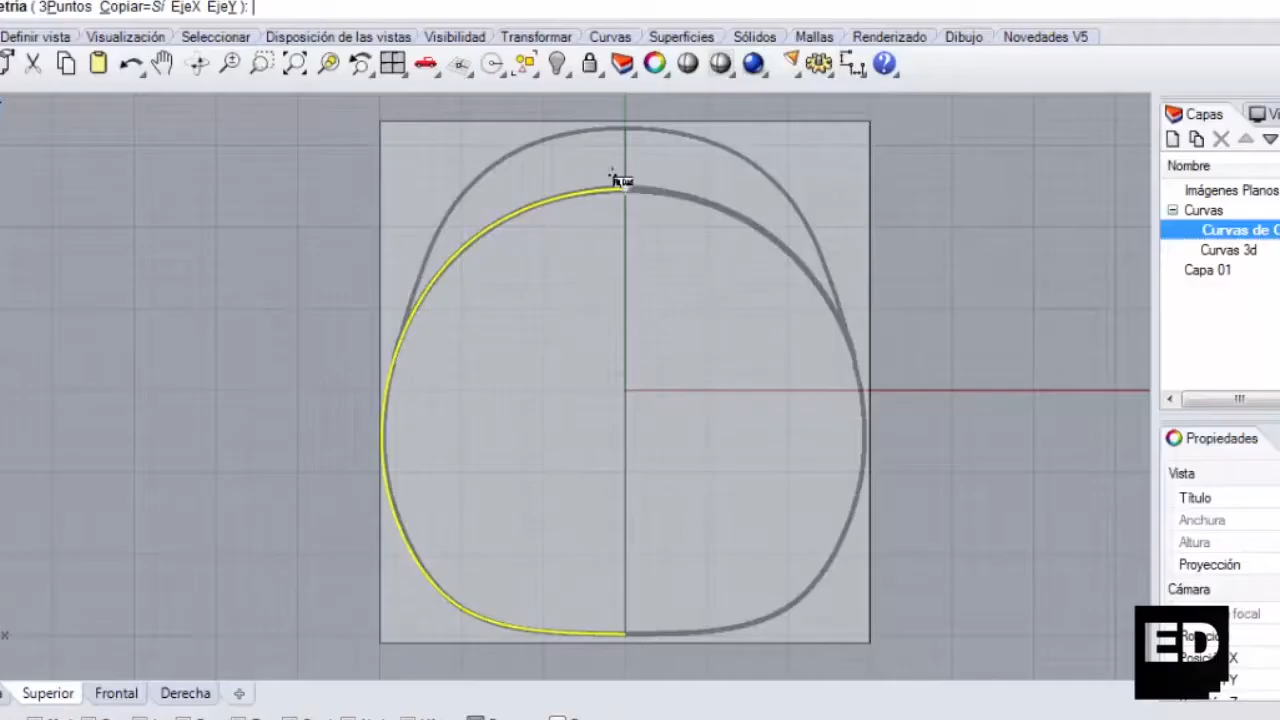 etria ( 3Puntos Copiar=Sí EjeX EjeY ):
Definir vista Visualización Seleccionar Disposición de las vistas Visibilidad Transformar Curvas Superficies Sólidos Mallas Renderizado Dibujo Novedades V5
Capas
Nombre
Imágenes Planos
Curvas
Curvas de C
Curvas 3d
Capa 01
Propiedades
Vista
Título
Anchura
Altura
Proyección
Cámara
focal
ED
X
Y
Superior Frontal Derecha